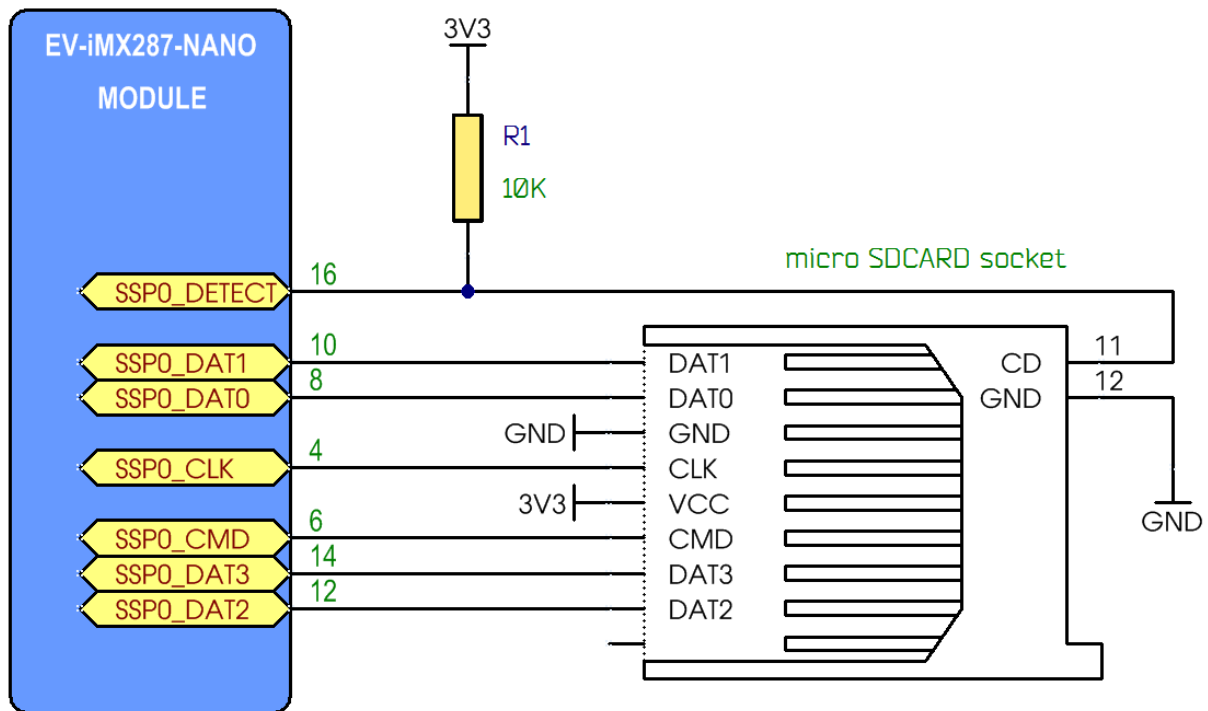 EV-iMX287-NANO
MODULE
3V3
R1
10K
micro SDCARD socket
SSP0_DETECT
16
SSP0_DAT1
10
SSP0_DAT0
8
SSP0_CLK
4
SSP0_CMD
6
SSP0_DAT3
14
SSP0_DAT2
12
GND
3V3
DAT1
DAT0
GND
CLK
VCC
CMD
DAT3
DAT2
CD
11
GND
12
GND